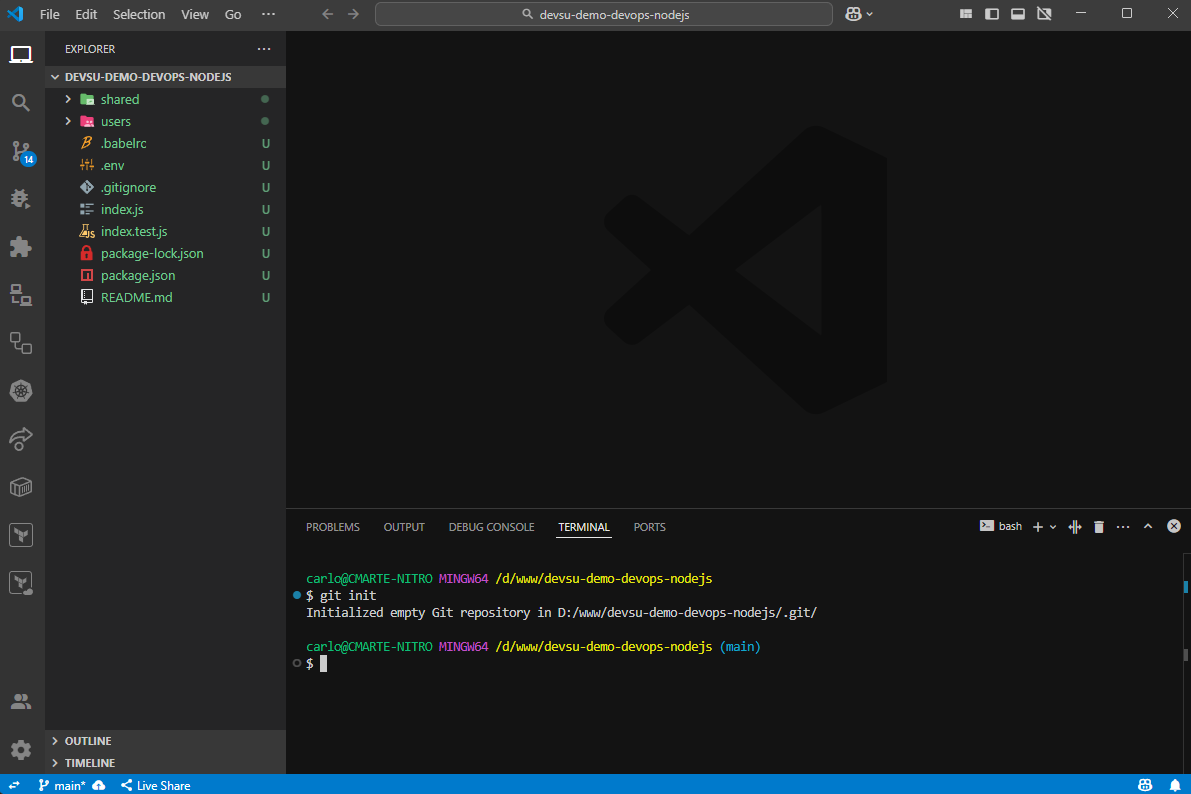 File Edit Selection View Go ··· devsu-demo-devops-nodejs
EXPLORER ···
DEVSU-DEMO-DEVOPS-NODEJS
shared
users
.babelrc U
.env U
.gitignore U
index.js U
JS index.test.js U
package-lock.json U
package.json U
README.md U
14
OUTLINE
TIMELINE
PROBLEMS OUTPUT DEBUG CONSOLE TERMINAL PORTS bash
carlo@CMARTE-NITRO MINGW64 /d/www/devsu-demo-devops-nodejs
$ git init
Initialized empty Git repository in D:/www/devsu-demo-devops-nodejs/.git/
carlo@CMARTE-NITRO MINGW64 /d/www/devsu-demo-devops-nodejs (main)
$
main* Live Share